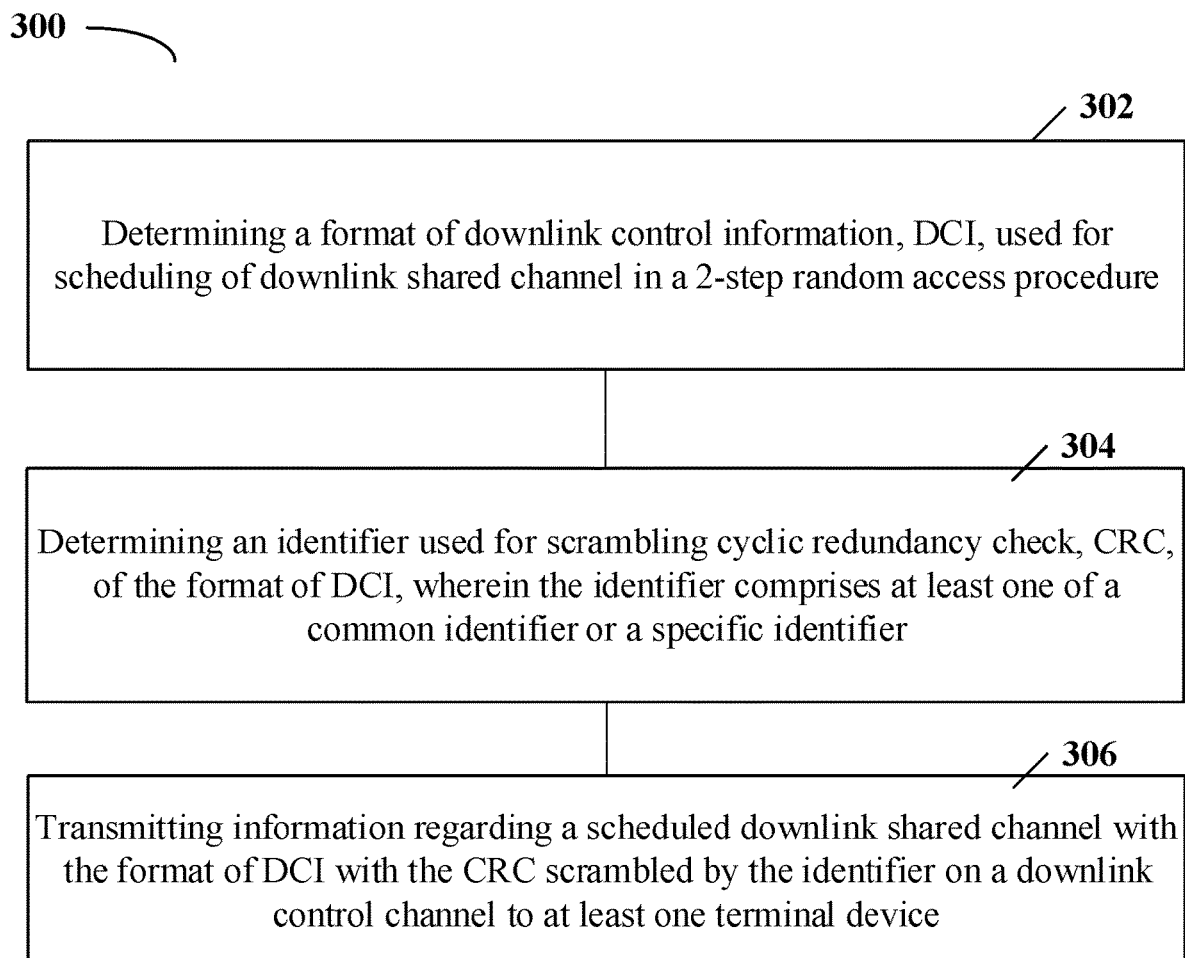 300
302
Determining a format of downlink control information, DCI, used for
scheduling of downlink shared channel in a 2-step random access procedure
304
Determining an identifier used for scrambling cyclic redundancy check, CRC,
of the format of DCI, wherein the identifier comprises at least one of a
common identifier or a specific identifier
306
Transmitting information regarding a scheduled downlink shared channel with
the format of DCI with the CRC scrambled by the identifier on a downlink
control channel to at least one terminal device